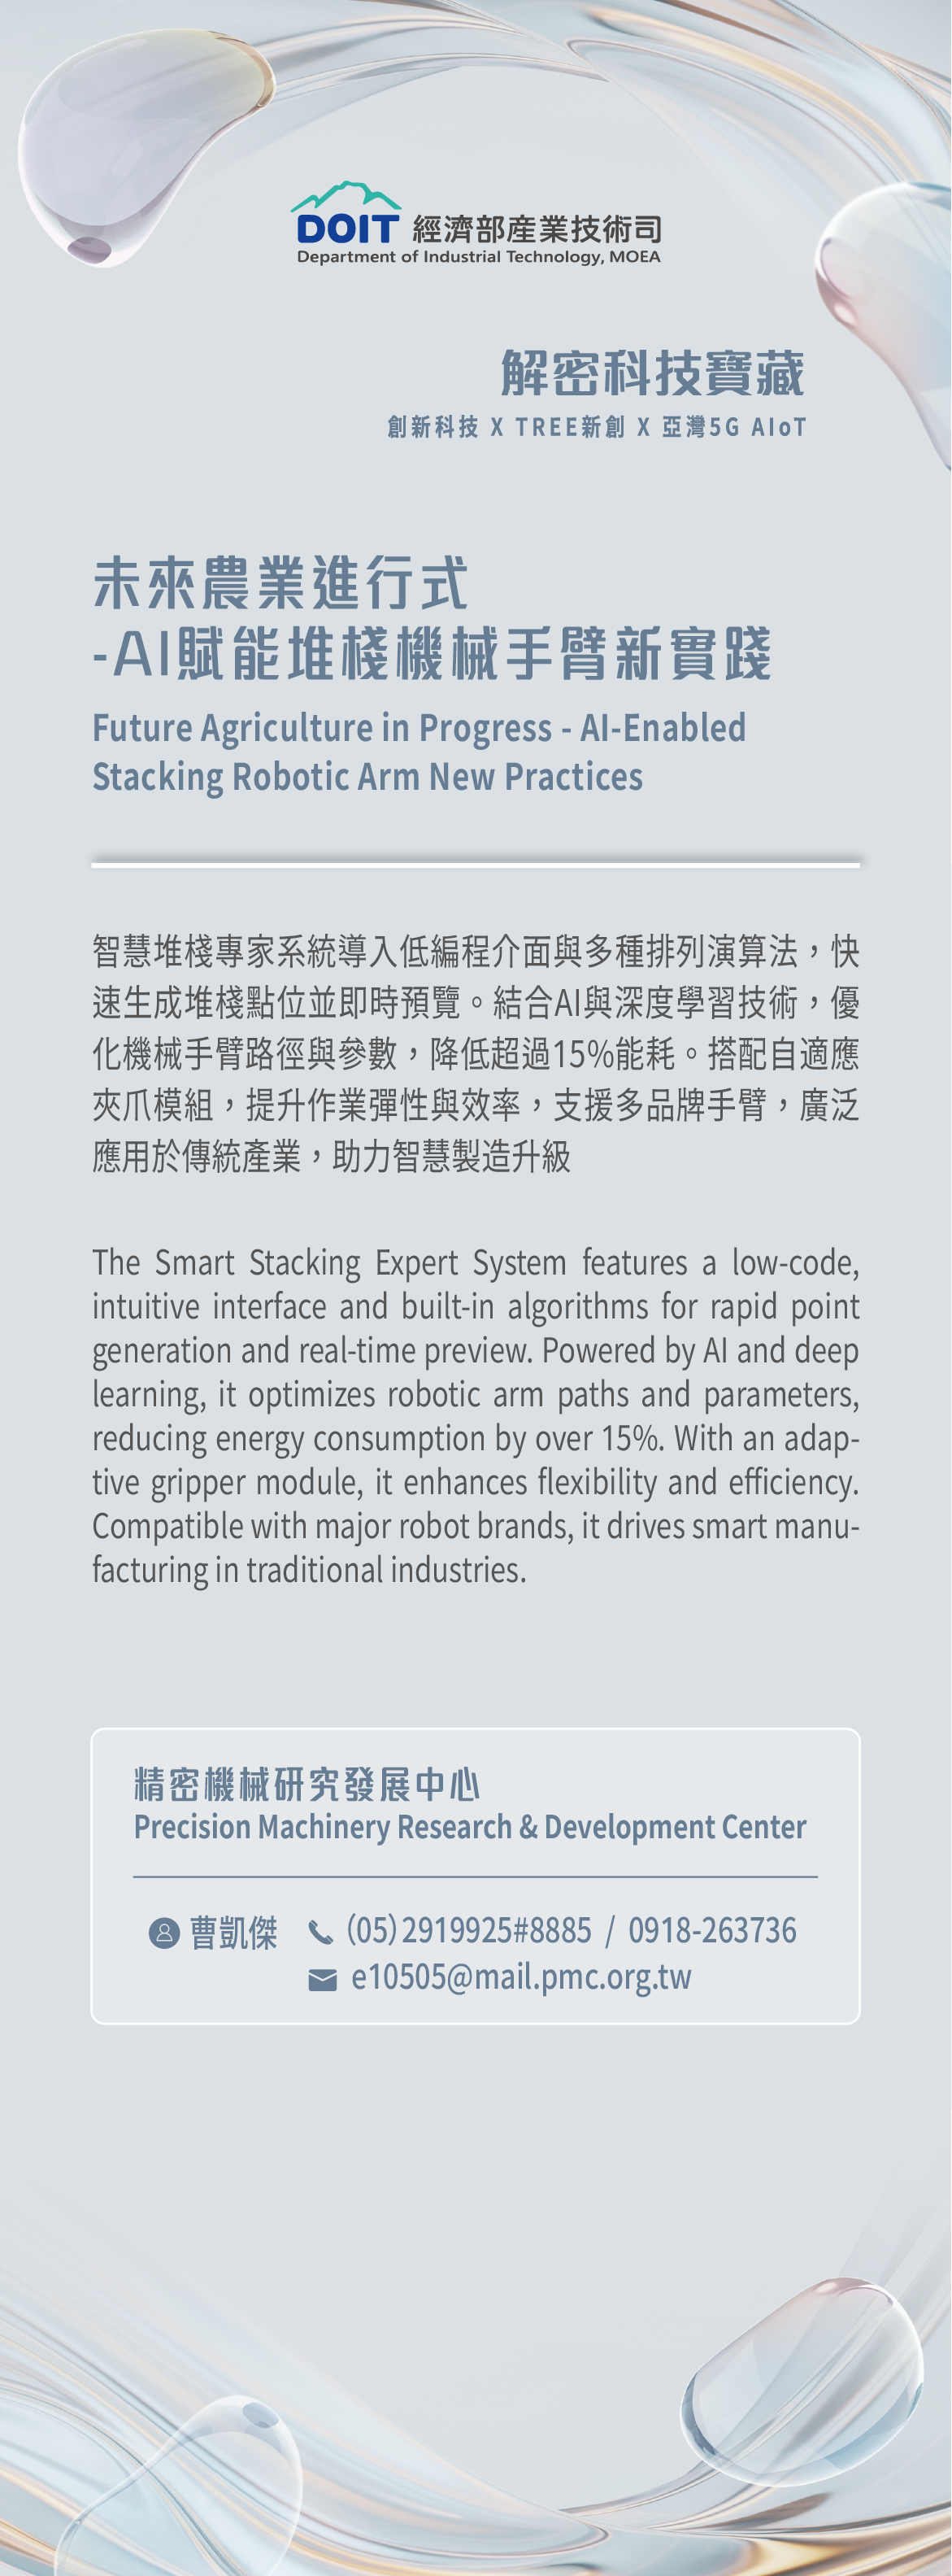 DOIT 經濟部産業技術司
Department of Industrial Technology, MOEA
解密科技寶藏
創新科技 X TREE新創 X 亞灣5G AIoT
未來農業進行式
-AI賦能堆棧機械手臂新實踐
Future Agriculture in Progress - AI-Enabled
Stacking Robotic Arm New Practices
智慧堆棧專家系統導入低編程介面與多種排列演算法，快
速生成堆棧點位並即時預覽。結合AI與深度學習技術，優
化機械手臂路徑與參數，降低超過15%能耗。搭配自適應
夾爪模組，提升作業彈性與效率，支援多品牌手臂，廣泛
應用於傳統產業，助力智慧製造升級
The Smart Stacking Expert System features a low-code,
intuitive interface and built-in algorithms for rapid point
generation and real-time preview. Powered by AI and deep
learning, it optimizes robotic arm paths and parameters,
reducing energy consumption by over 15%. With an adap-
tive gripper module, it enhances flexibility and efficiency.
Compatible with major robot brands, it drives smart manu-
facturing in traditional industries.
精密機械研究發展中心
Precision Machinery Research & Development Center
曹凱傑 (05)2919925#8885 / 0918-263736
e10505@mail.pmc.org.tw